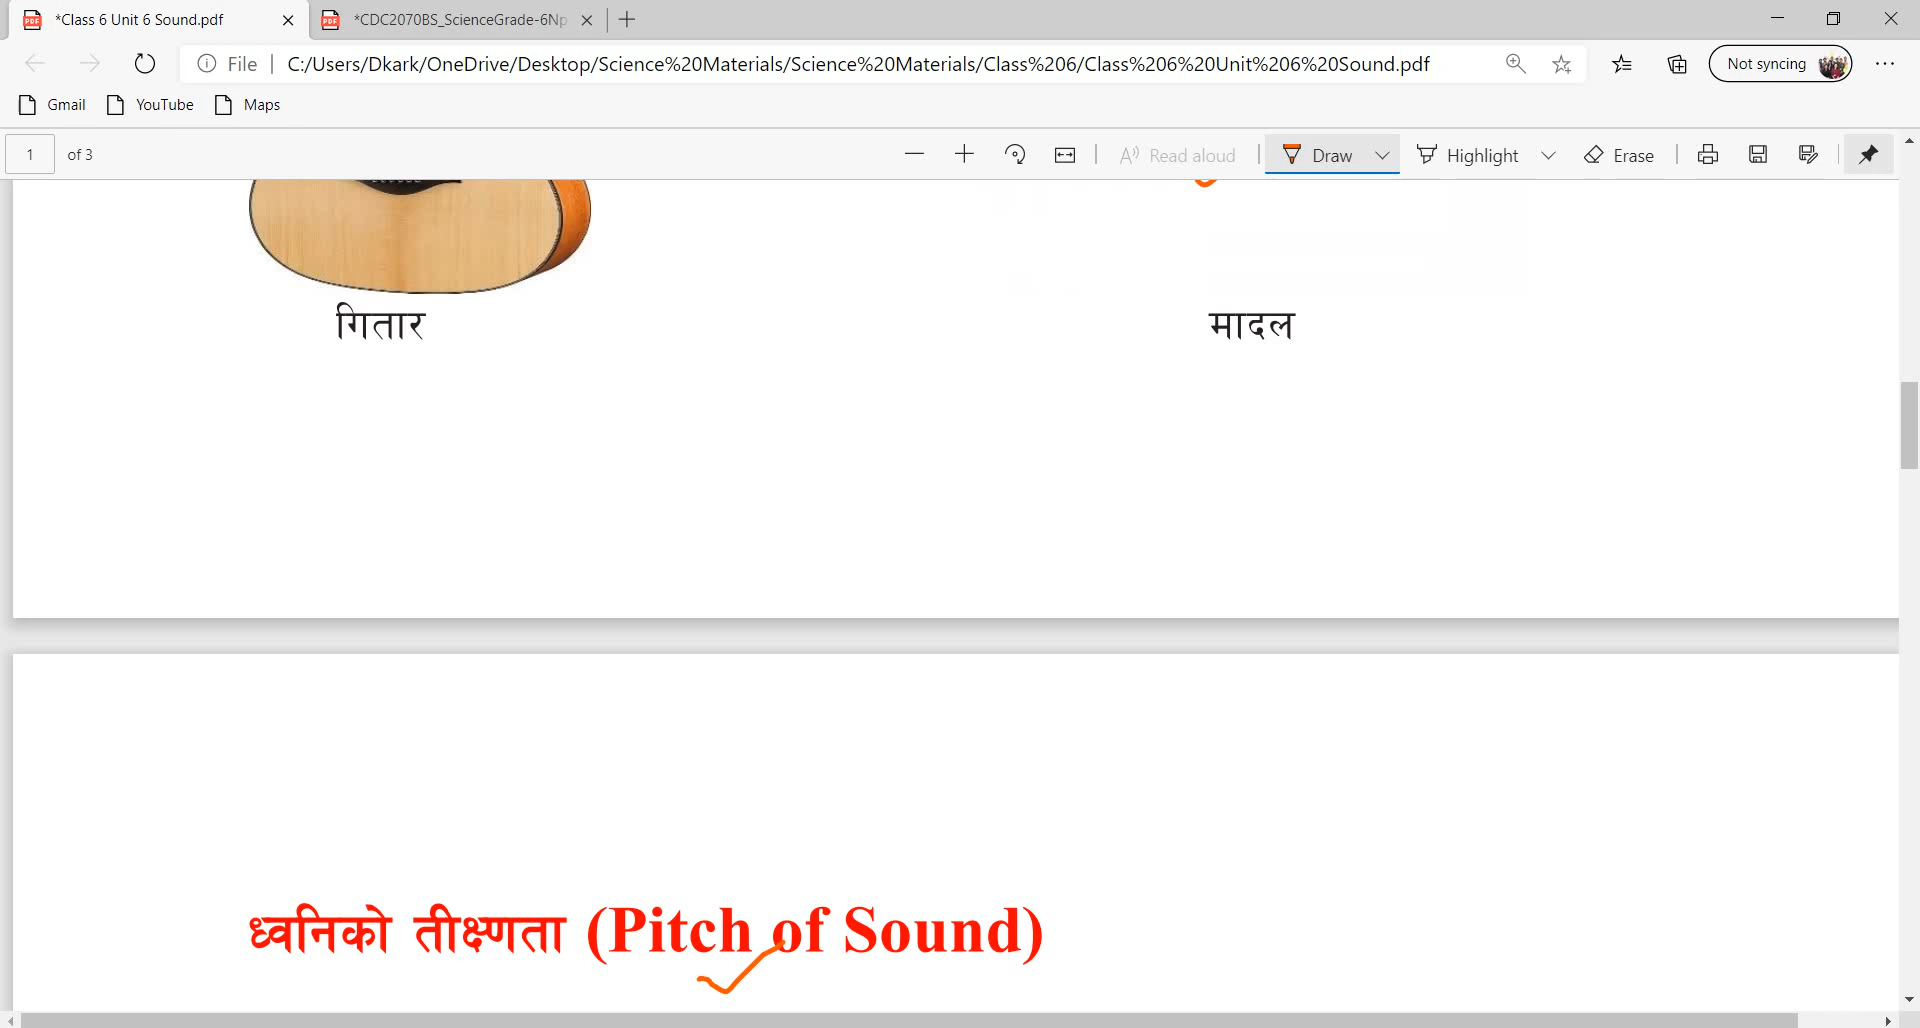 *Class 6 Unit 6 Sound.pdf
*CDC2070BS_ScienceGrade-6Np
File
C:/Users/Dkark/OneDrive/Desktop/Science%20Materials/Science%20Materials/Class%206/Class%206%20Unit%206%20Sound.pdf
Not syncing
Gmail YouTube Maps
1 of 3
Read aloud
Draw
Highlight
Erase
गितार
मादल
ध्वनिको तीक्ष्णता (Pitch of Sound)